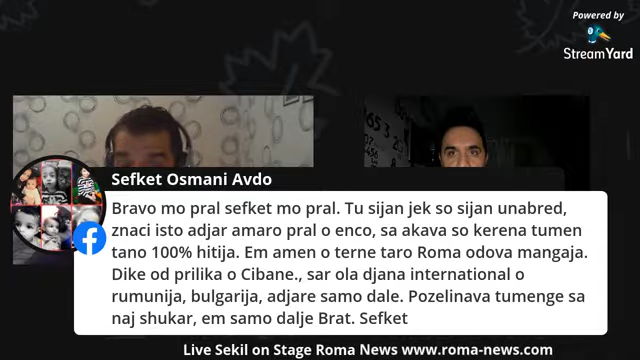 Powered by
StreamYard
Sefket Osmani Avdo
Bravo mo pral sefket mo pral. Tu sijan jek so sijan unabred,
znaci isto adjar amaro pral o enco, sa akava so kerena tumen
tano 100% hitija. Em amen o terne taro Roma odova mangaja.
Dike od prilika o Cibane., sar ola djana international o
rumunija, bulgarija, adjare samo dale. Pozelinava tumenge sa
naj shukar, em samo dalje Brat. Sefket
Live Sekil on Stage Roma News www.roma-news.com